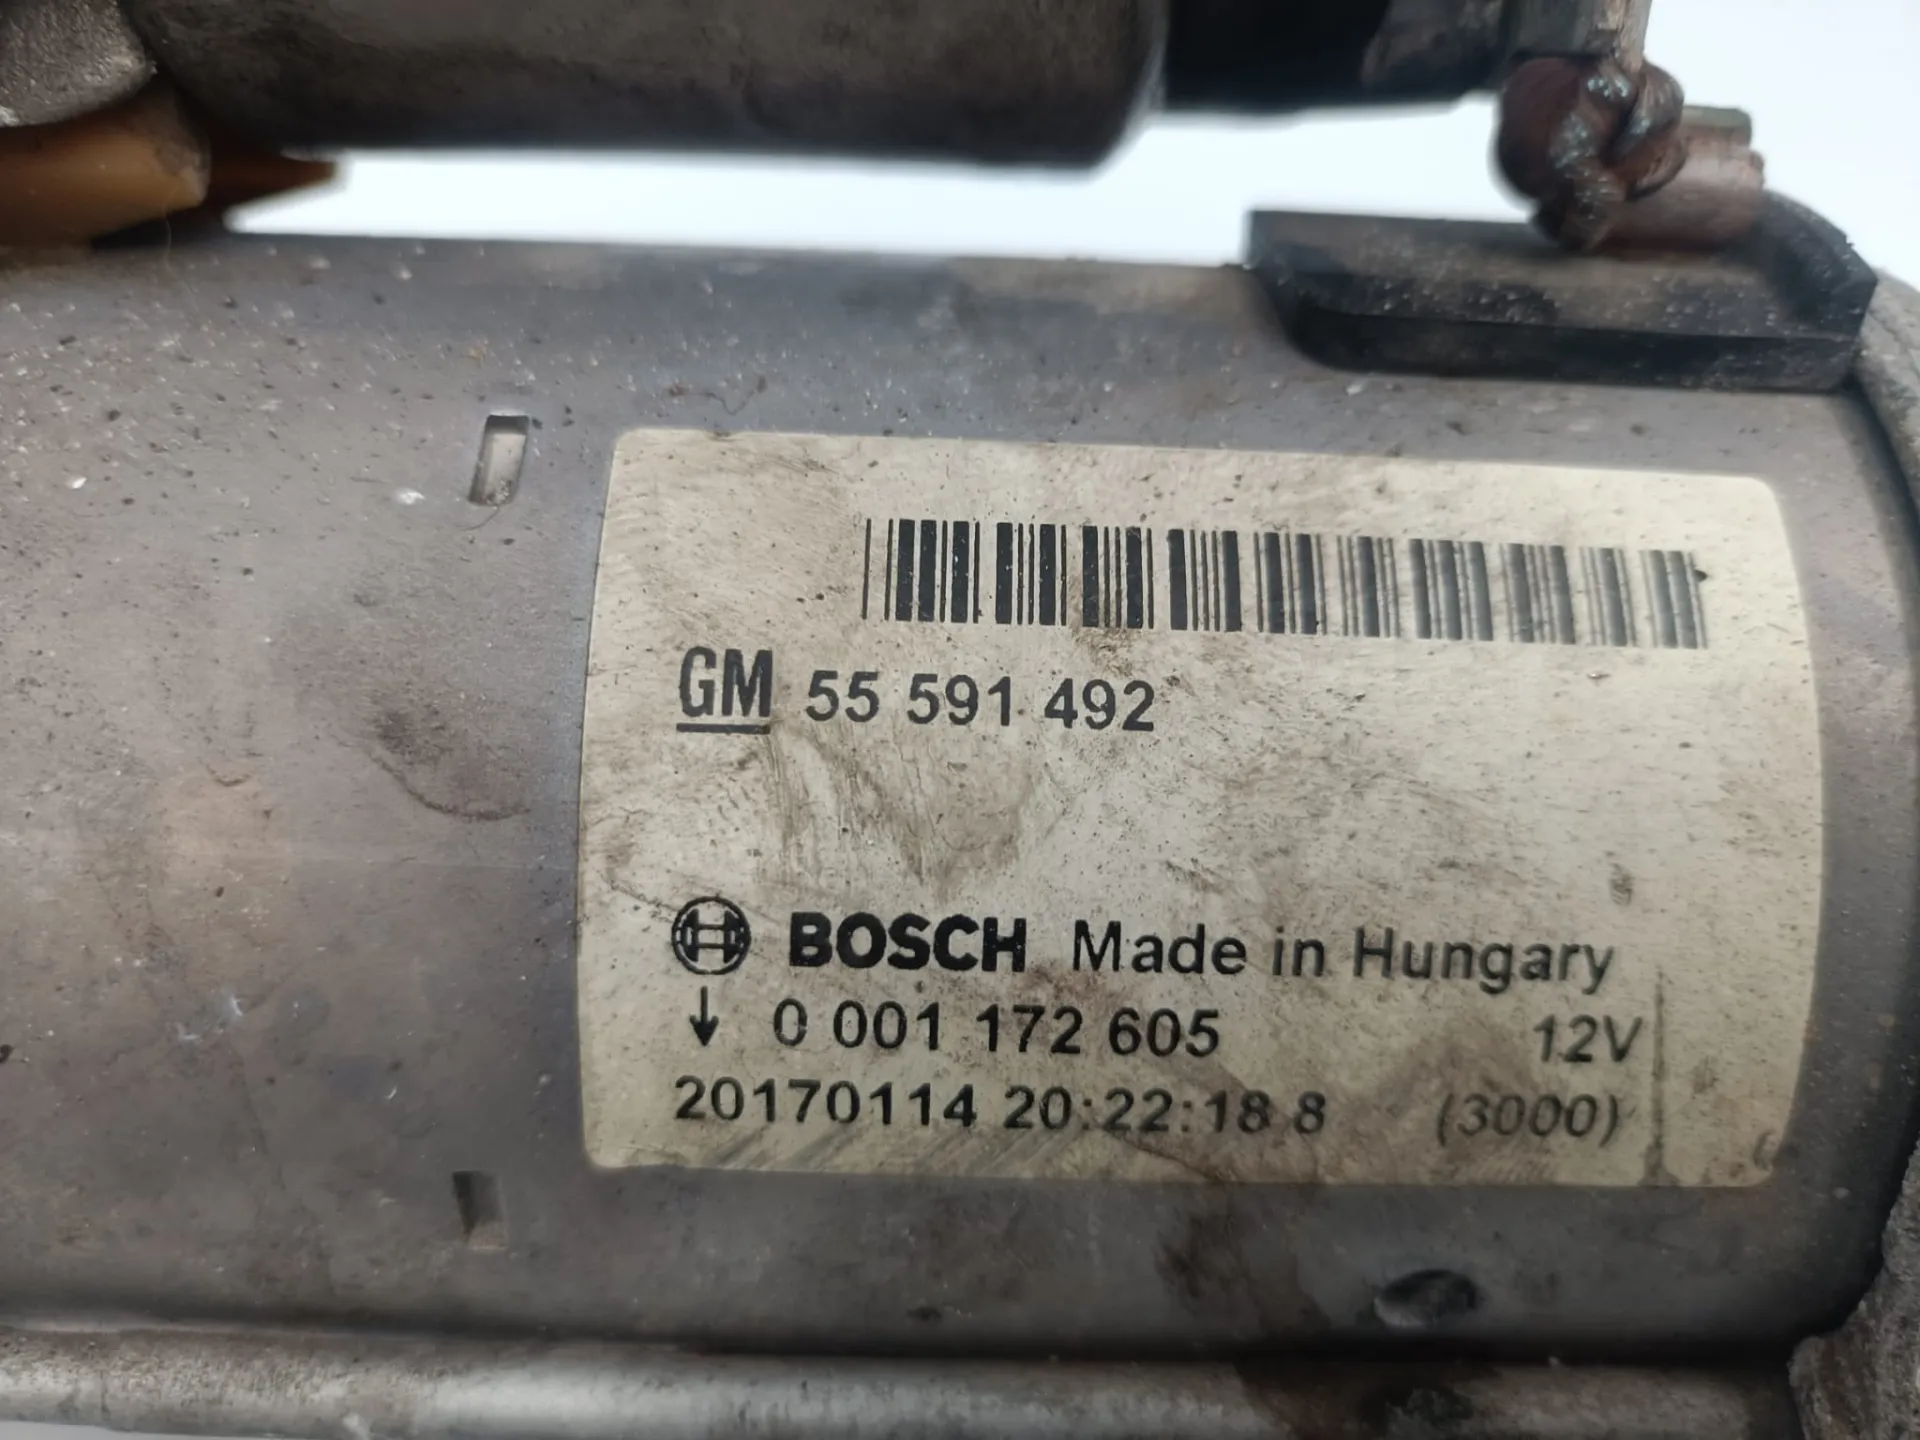 GM 55 591 492
BOSCH Made in Hungary
↓ 0 001 172 605 12V
20170114 20:22:18 8 (3000)